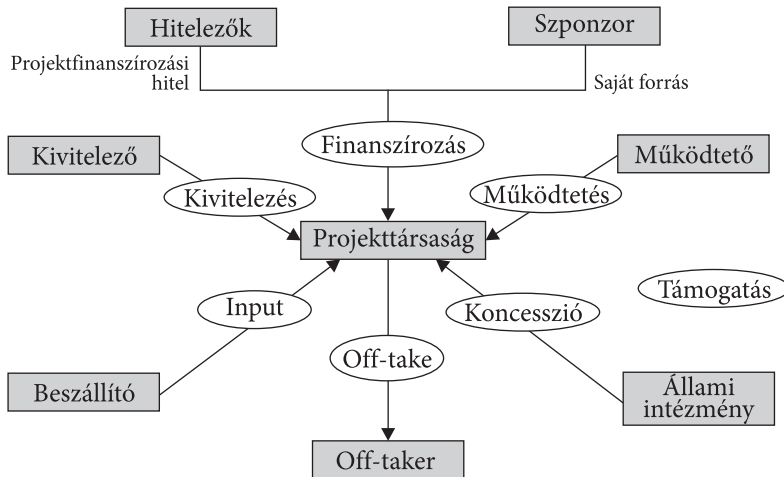 Hitelezők
Szponzor
Projektfinanszírozási
hitel
Saját forrás
Finanszírozás
Kivitelező
Működtető
Kivitelezés
Működtetés
Projekttársaság
Támogatás
Input
Koncesszió
Off-take
Beszállító
Állami
intézmény
Off-taker